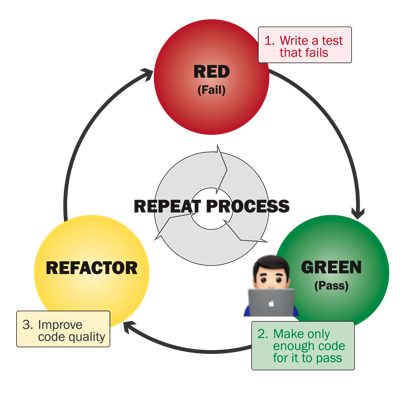 1. Write a test
that fails
RED
(Fail)
REPEAT PROCESS
REFACTOR
GREEN
(Pass)
3. Improve
code quality
2. Make only
enough code
for it to pass